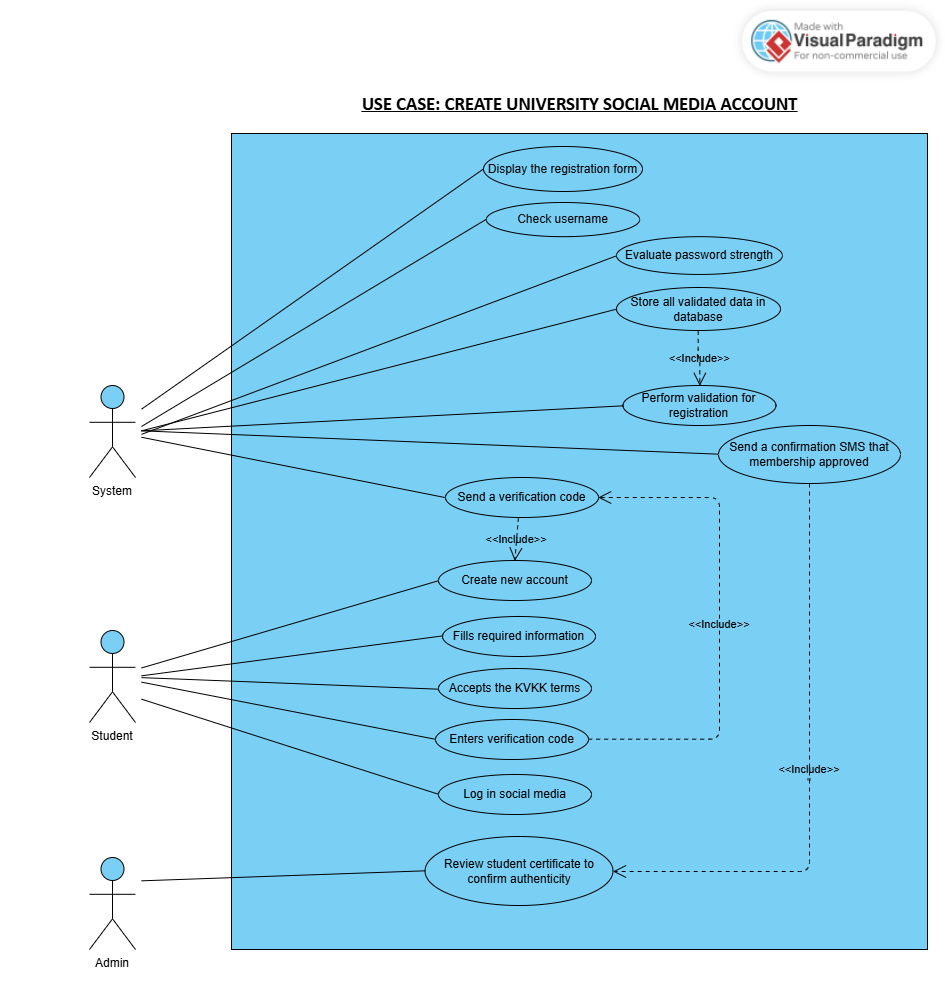 Made with
Visual Paradigm
For non-commercial use
USE CASE: CREATE UNIVERSITY SOCIAL MEDIA ACCOUNT
Display the registration form
Check username
Evaluate password strength
Store all validated data in
database
<<Include>>
Perform validation for
registration
Send a confirmation SMS that
membership approved
System
Send a verification code
<<Include>>
Create new account
<<Include>>
Fills required information
Accepts the KVKK terms
Student
Enters verification code
<<Include>>
Log in social media
Review student certificate to
confirm authenticity
Admin